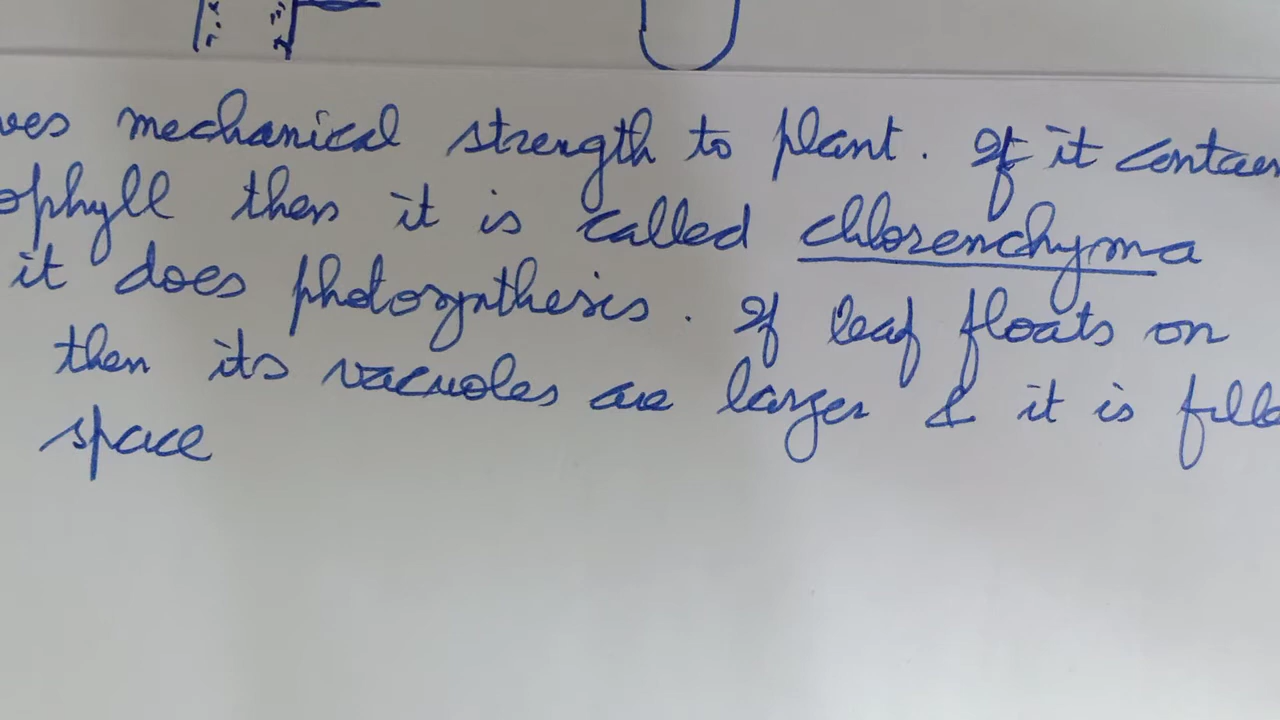 ves mechanical strength to plant. If it contain
ophyll then it is called chlorenchyma
it does photosynthesis. If leaf floats on
then its vacuoles are larger & it is fille
space